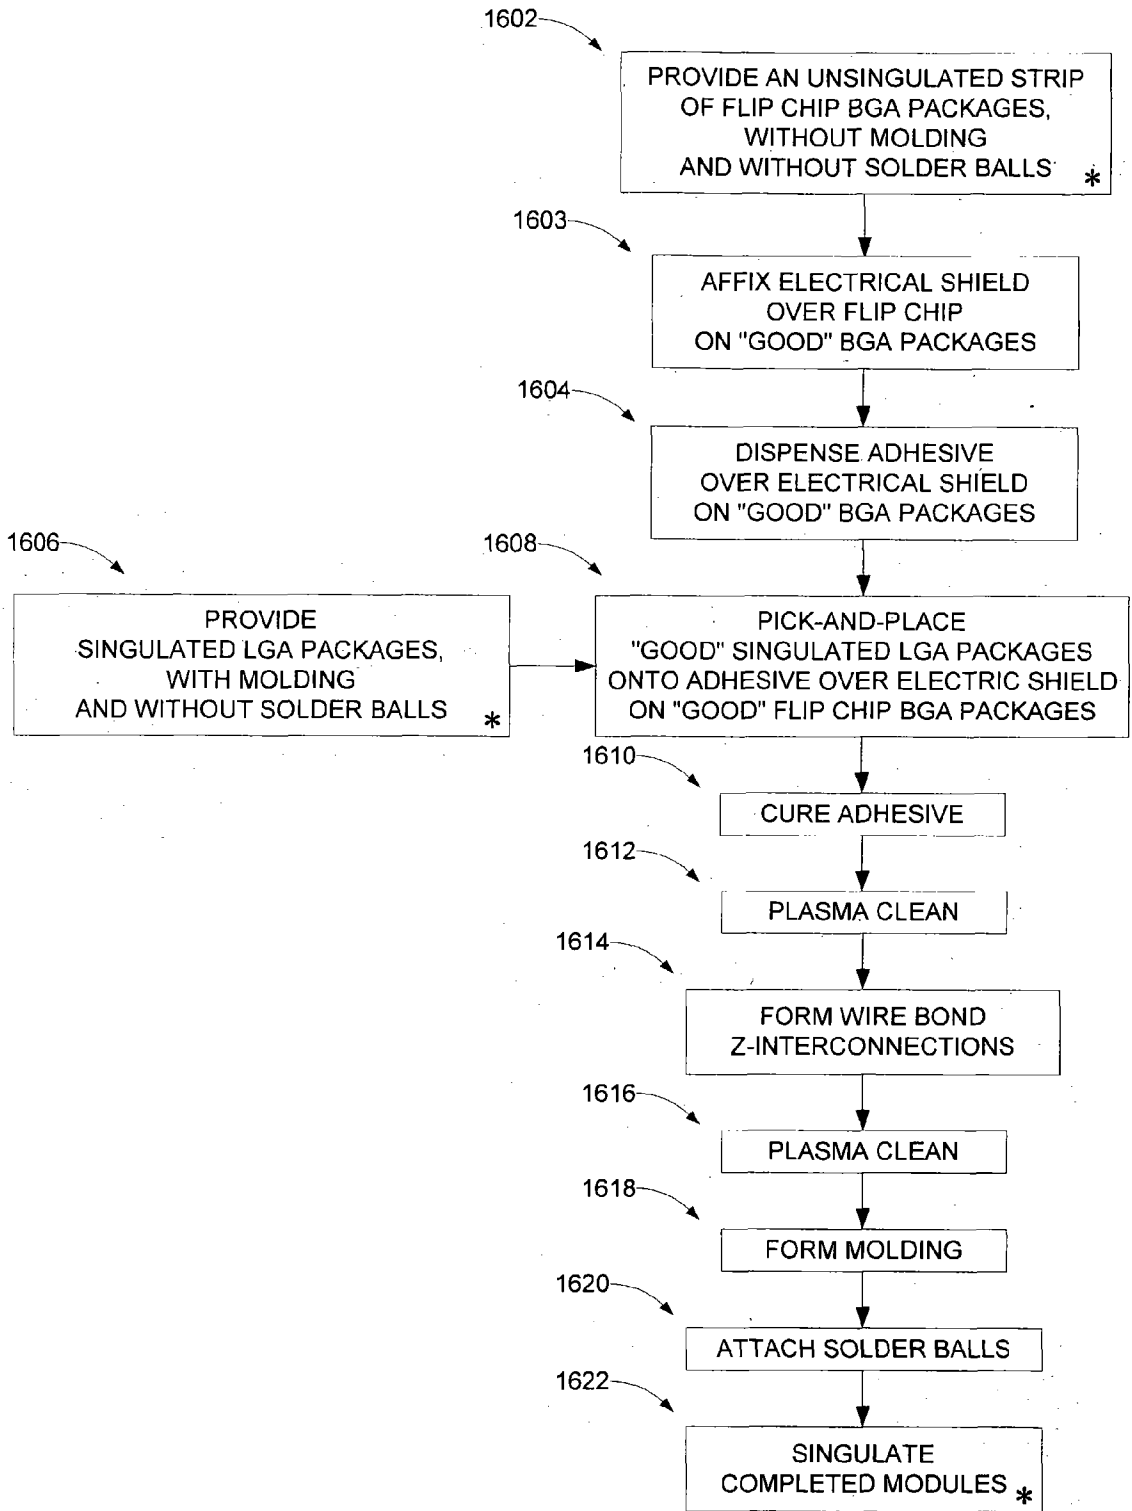 1602
PROVIDE AN UNSINGULATED STRIP
OF FLIP CHIP BGA PACKAGES,
WITHOUT MOLDING
AND WITHOUT SOLDER BALLS *
1603
AFFIX ELECTRICAL SHIELD
OVER FLIP CHIP
ON "GOOD" BGA PACKAGES
1604
DISPENSE ADHESIVE
OVER ELECTRICAL SHIELD
ON "GOOD" BGA PACKAGES
1606
PROVIDE
SINGULATED LGA PACKAGES,
WITH MOLDING
AND WITHOUT SOLDER BALLS *
1608
PICK-AND-PLACE
"GOOD" SINGULATED LGA PACKAGES
ONTO ADHESIVE OVER ELECTRIC SHIELD
ON "GOOD" FLIP CHIP BGA PACKAGES
1610
CURE ADHESIVE
1612
PLASMA CLEAN
1614
FORM WIRE BOND
Z-INTERCONNECTIONS
1616
PLASMA CLEAN
1618
FORM MOLDING
1620
ATTACH SOLDER BALLS
1622
SINGULATE
COMPLETED MODULES *